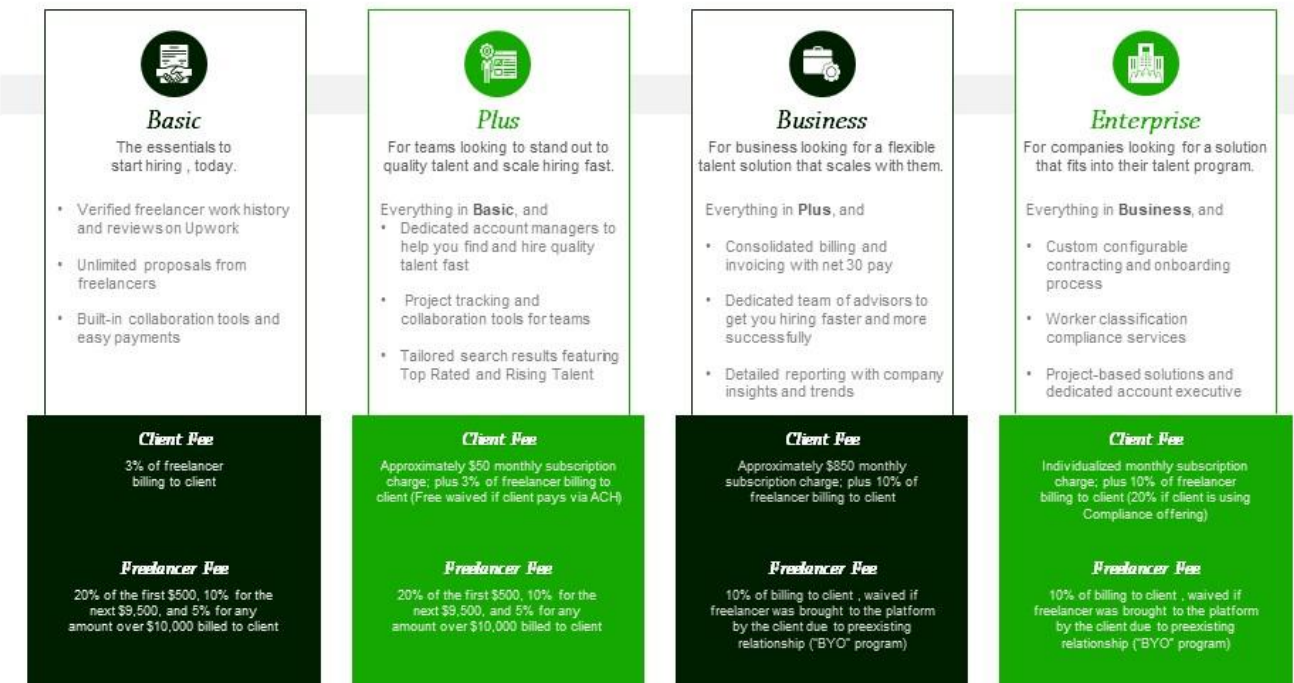 Basic
The essentials to
start hiring , today.
• Verified freelancer work history
and reviews on Upwork
• Unlimited proposals from
freelancers
• Built-in collaboration tools and
easy payments
Client Fee
3% of freelancer
billing to client
Freelancer Fee
20% of the first $500, 10% for the
next $9,500, and 5% for any
amount over $10,000 billed to client
Plus
For teams looking to stand out to
quality talent and scale hiring fast.
Everything in Basic, and
• Dedicated account managers to
help you find and hire quality
talent fast
• Project tracking and
collaboration tools for teams
• Tailored search results featuring
Top Rated and Rising Talent
Client Fee
Approximately $50 monthly subscription
charge; plus 3% of freelancer billing to
client (Free waived if client pays via ACH)
Freelancer Fee
20% of the first $500, 10% for the
next $9,500, and 5% for any
amount over $10,000 billed to client
Business
For business looking for a flexible
talent solution that scales with them.
Everything in Plus, and
• Consolidated billing and
invoicing with net 30 pay
• Dedicated team of advisors to
get you hiring faster and more
successfully
• Detailed reporting with company
insights and trends
Client Fee
Approximately $850 monthly
subscription charge; plus 10% of
freelancer billing to client
Freelancer Fee
10% of billing to client , waived if
freelancer was brought to the platform
by the client due to preexisting
relationship ("BYO" program)
Enterprise
For companies looking for a solution
that fits into their talent program.
Everything in Business, and
• Custom configurable
contracting and onboarding
process
• Worker classification
compliance services
• Project-based solutions and
dedicated account executive
Client Fee
Individualized monthly subscription
charge; plus 10% of freelancer
billing to client (20% if client is using
Compliance offering)
Freelancer Fee
10% of billing to client , waived if
freelancer was brought to the platform
by the client due to preexisting
relationship ("BYO" program)